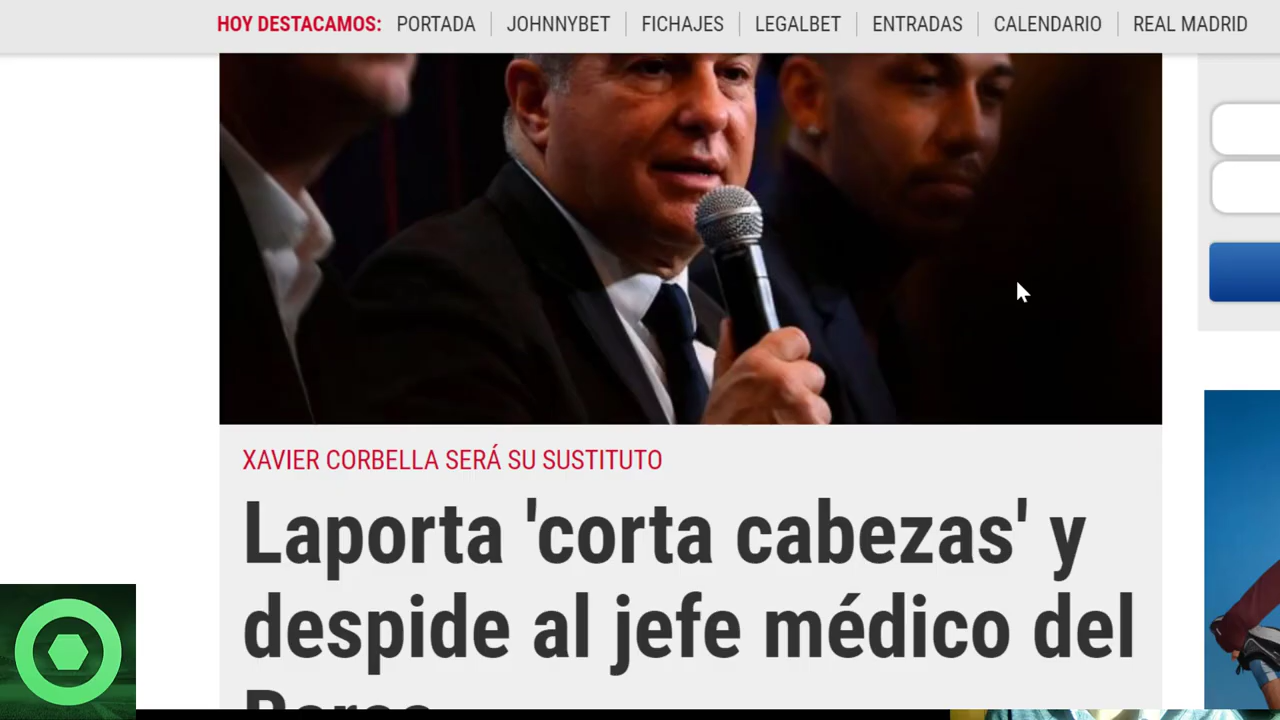 HOY DESTACAMOS: PORTADA JOHNNYBET FICHAJES LEGALBET ENTRADAS CALENDARIO REAL MADRID
XAVIER CORBELLA SERÁ SU SUSTITUTO
Laporta 'corta cabezas' y
despide al jefe médico del